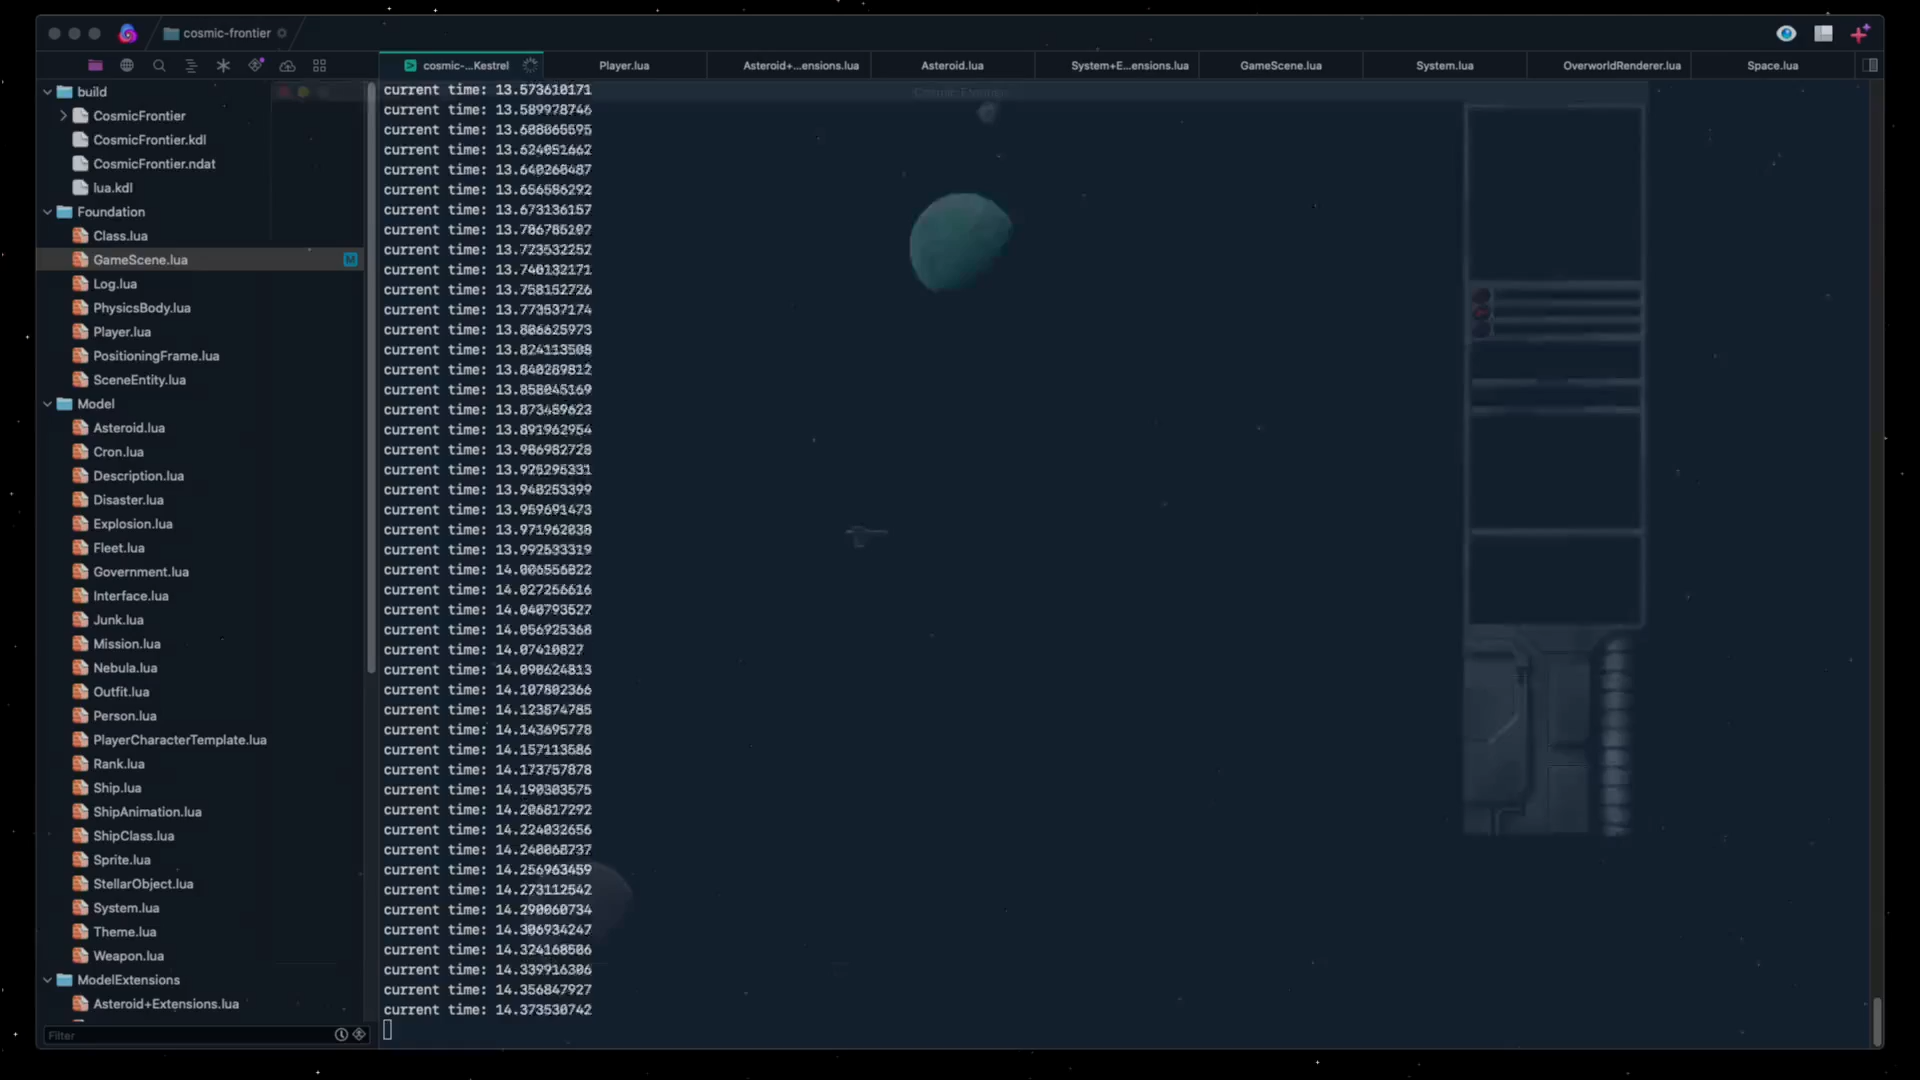 cosmic-frontier
cosmic-...Kestrel
Player.lua
Asteroid+...ensions.lua
Asteroid.lua
System+E...ensions.lua
GameScene.lua
System.lua
OverworldRenderer.lua
Space.lua
build
CosmicFrontier
CosmicFrontier.kdl
CosmicFrontier.ndat
lua.kdl
Foundation
Class.lua
GameScene.lua M
Log.lua
PhysicsBody.lua
Player.lua
PositioningFrame.lua
SceneEntity.lua
Model
Asteroid.lua
Cron.lua
Description.lua
Disaster.lua
Explosion.lua
Fleet.lua
Government.lua
Interface.lua
Junk.lua
Mission.lua
Nebula.lua
Outfit.lua
Person.lua
PlayerCharacterTemplate.lua
Rank.lua
Ship.lua
ShipAnimation.lua
ShipClass.lua
Sprite.lua
StellarObject.lua
System.lua
Theme.lua
Weapon.lua
ModelExtensions
Asteroid+Extensions.lua
Filter
current time: 13.573610171
current time: 13.589978746
current time: 13.608065595
current time: 13.624051662
current time: 13.640268487
current time: 13.656586292
current time: 13.673136157
current time: 13.706785107
current time: 13.723532252
current time: 13.740132171
current time: 13.758152726
current time: 13.773537174
current time: 13.806625973
current time: 13.824113508
current time: 13.840289812
current time: 13.858045169
current time: 13.873459623
current time: 13.891962954
current time: 13.906982728
current time: 13.925295331
current time: 13.940253399
current time: 13.959691473
current time: 13.971962038
current time: 13.992533319
current time: 14.006556822
current time: 14.027256616
current time: 14.040793527
current time: 14.056925368
current time: 14.07410827
current time: 14.090624813
current time: 14.107802366
current time: 14.123874785
current time: 14.143695778
current time: 14.157113586
current time: 14.173757878
current time: 14.190303575
current time: 14.206817292
current time: 14.224032656
current time: 14.240068737
current time: 14.256963459
current time: 14.273112542
current time: 14.290060734
current time: 14.306934247
current time: 14.324168506
current time: 14.339916306
current time: 14.356847927
current time: 14.373530742